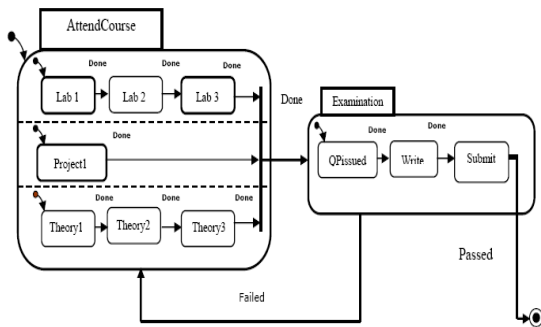 AttendCourse
Done
Done
Done
Lab 1
Lab 2
Lab 3
Done
Examination
Done
Project1
Done
Done
QPissued
Write
Submit
Done
Done
Done
Theory1
Theory2
Theory3
Passed
Failed